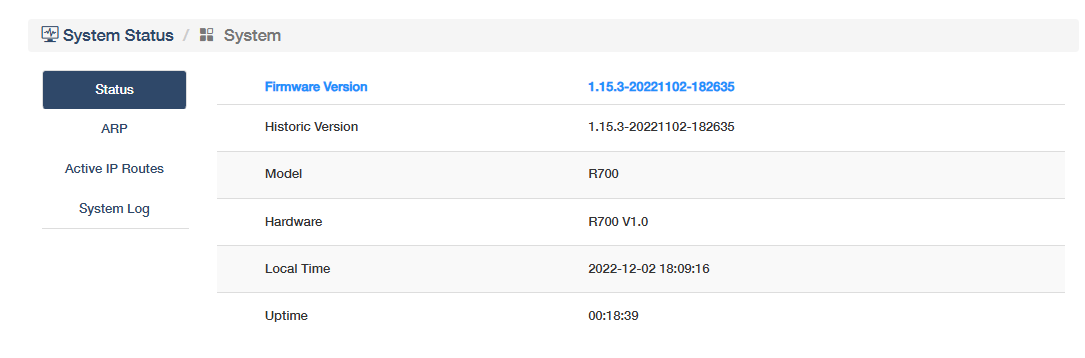 System Status / System
Status
ARP
Active IP Routes
System Log
Firmware Version 1.15.3-20221102-182635
Historic Version 1.15.3-20221102-182635
Model R700
Hardware R700 V1.0
Local Time 2022-12-02 18:09:16
Uptime 00:18:39